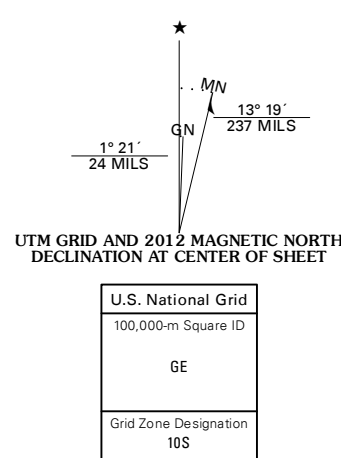 ★
MN
GN
13° 19´
237 MILS
1° 21´
24 MILS
UTM GRID AND 2012 MAGNETIC NORTH
DECLINATION AT CENTER OF SHEET
U.S. National Grid
100,000-m Square ID
GE
Grid Zone Designation
10S